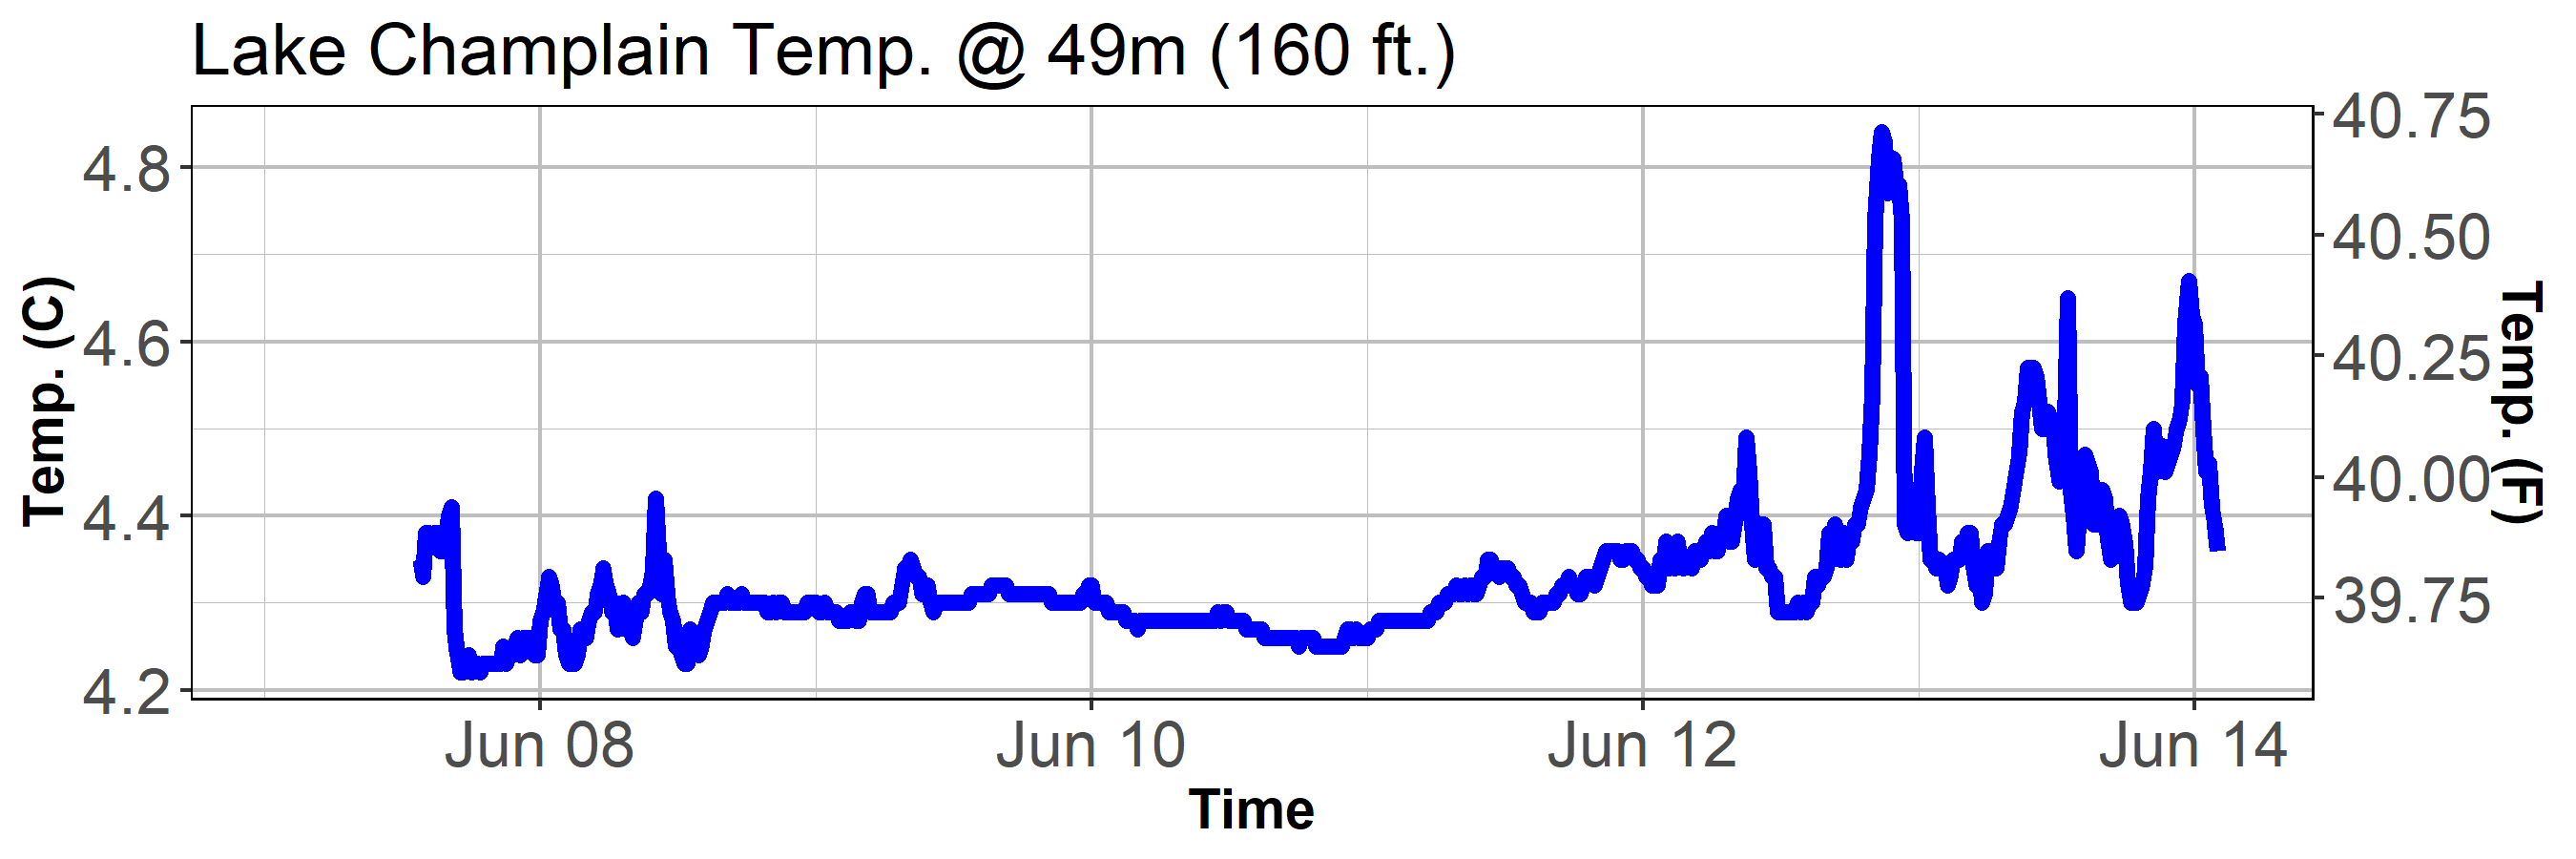 Lake Champlain Temp. @ 49m (160 ft.)
Temp. (C)
4.8
4.6
4.4
4.2
40.75
40.50
40.25
40.00
39.75
Temp. (F)
Jun 08 Jun 10 Jun 12 Jun 14
Time